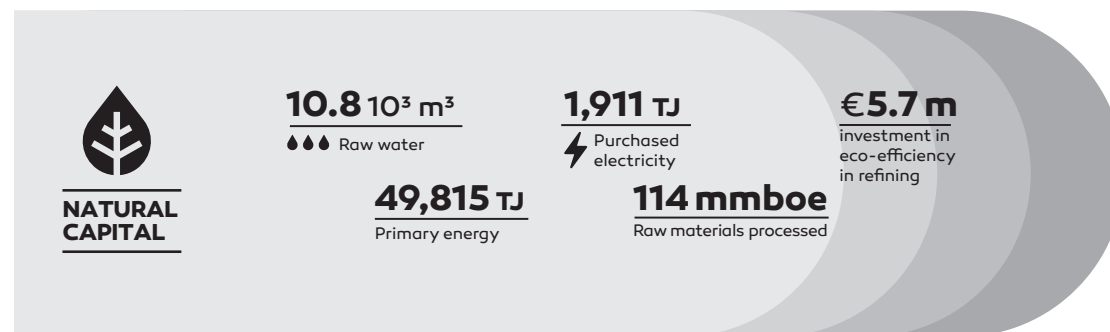 NATURAL
CAPITAL
10.8 10³ m³
Raw water
49,815 TJ
Primary energy
1,911 TJ
Purchased
electricity
114 mmboe
Raw materials processed
€5.7 m
investment in
eco-efficiency
in refining